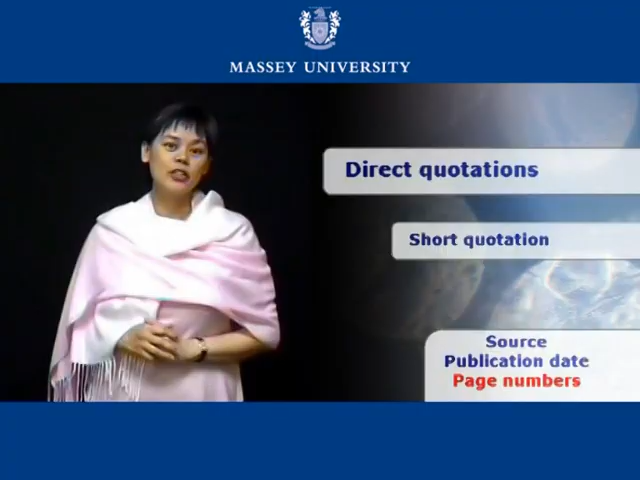 MASSEY UNIVERSITY
Direct quotations
Short quotation
Source
Publication date
Page numbers